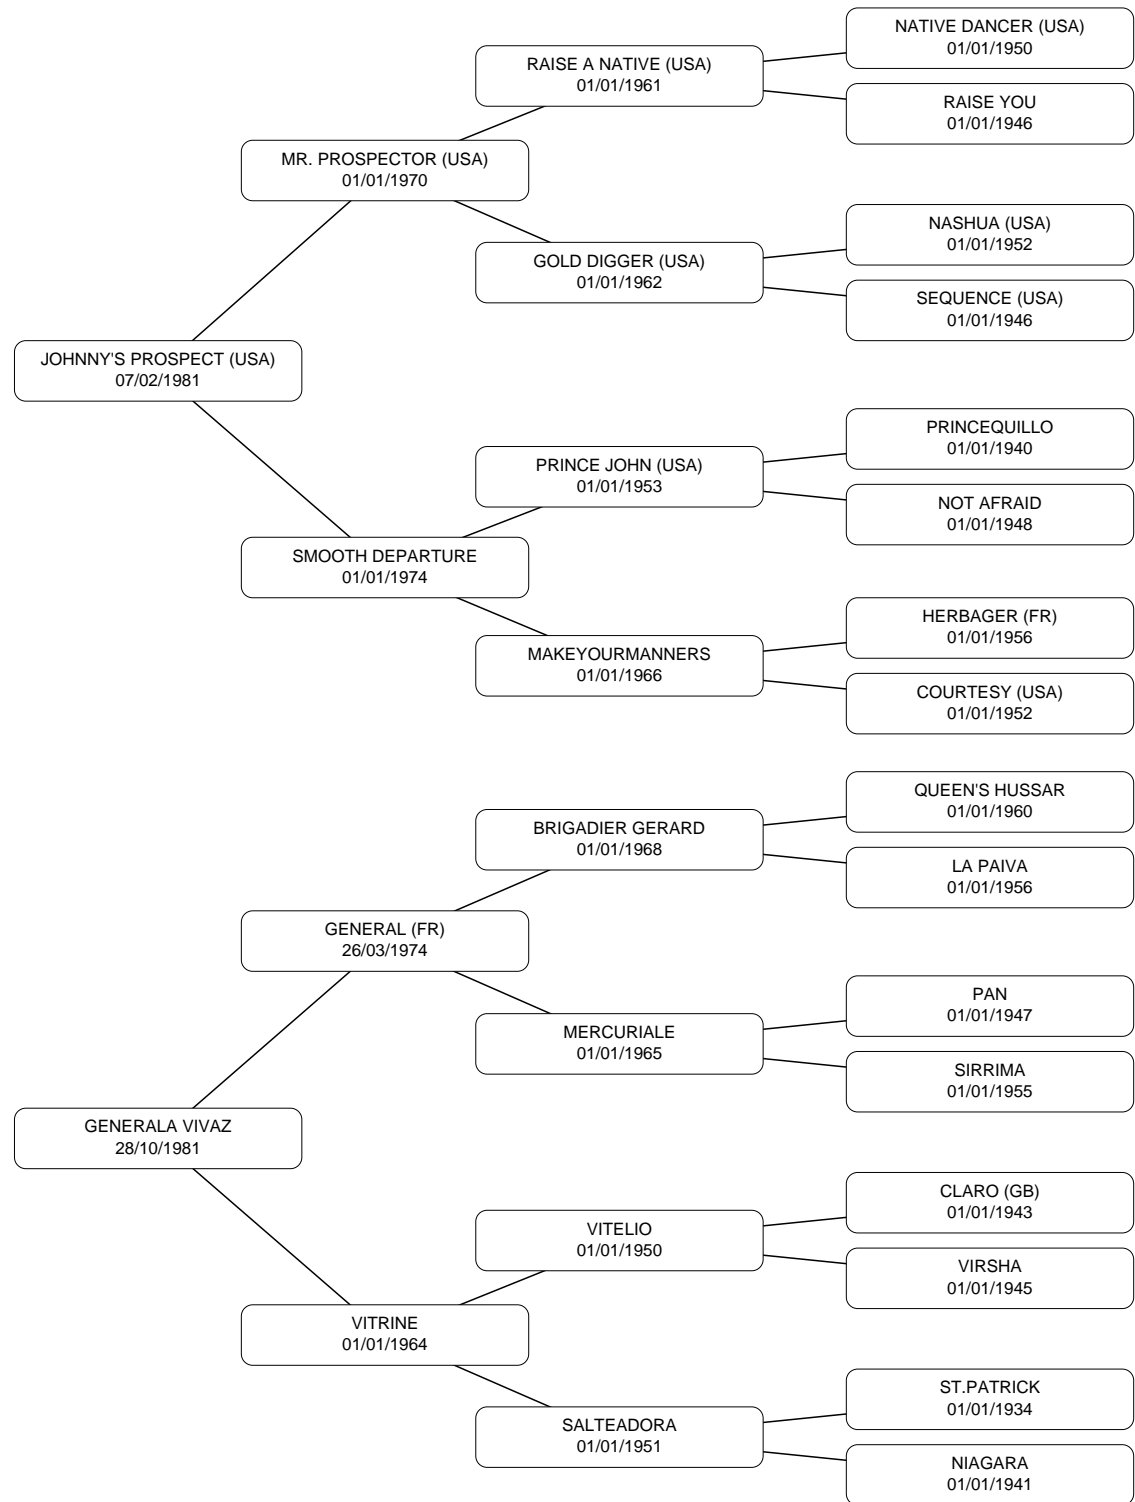 NATIVE DANCER (USA)
01/01/1950
RAISE A NATIVE (USA)
01/01/1961
RAISE YOU
01/01/1946
MR. PROSPECTOR (USA)
01/01/1970
NASHUA (USA)
01/01/1952
GOLD DIGGER (USA)
01/01/1962
SEQUENCE (USA)
01/01/1946
JOHNNY'S PROSPECT (USA)
07/02/1981
PRINCEQUILLO
01/01/1940
PRINCE JOHN (USA)
01/01/1953
NOT AFRAID
01/01/1948
SMOOTH DEPARTURE
01/01/1974
HERBAGER (FR)
01/01/1956
MAKEYOURMANNERS
01/01/1966
COURTESY (USA)
01/01/1952
QUEEN'S HUSSAR
01/01/1960
BRIGADIER GERARD
01/01/1968
LA PAIVA
01/01/1956
GENERAL (FR)
26/03/1974
PAN
01/01/1947
MERCURIALE
01/01/1965
SIRRIMA
01/01/1955
GENERALA VIVAZ
28/10/1981
CLARO (GB)
01/01/1943
VITELIO
01/01/1950
VIRSHA
01/01/1945
VITRINE
01/01/1964
ST.PATRICK
01/01/1934
SALTEADORA
01/01/1951
NIAGARA
01/01/1941